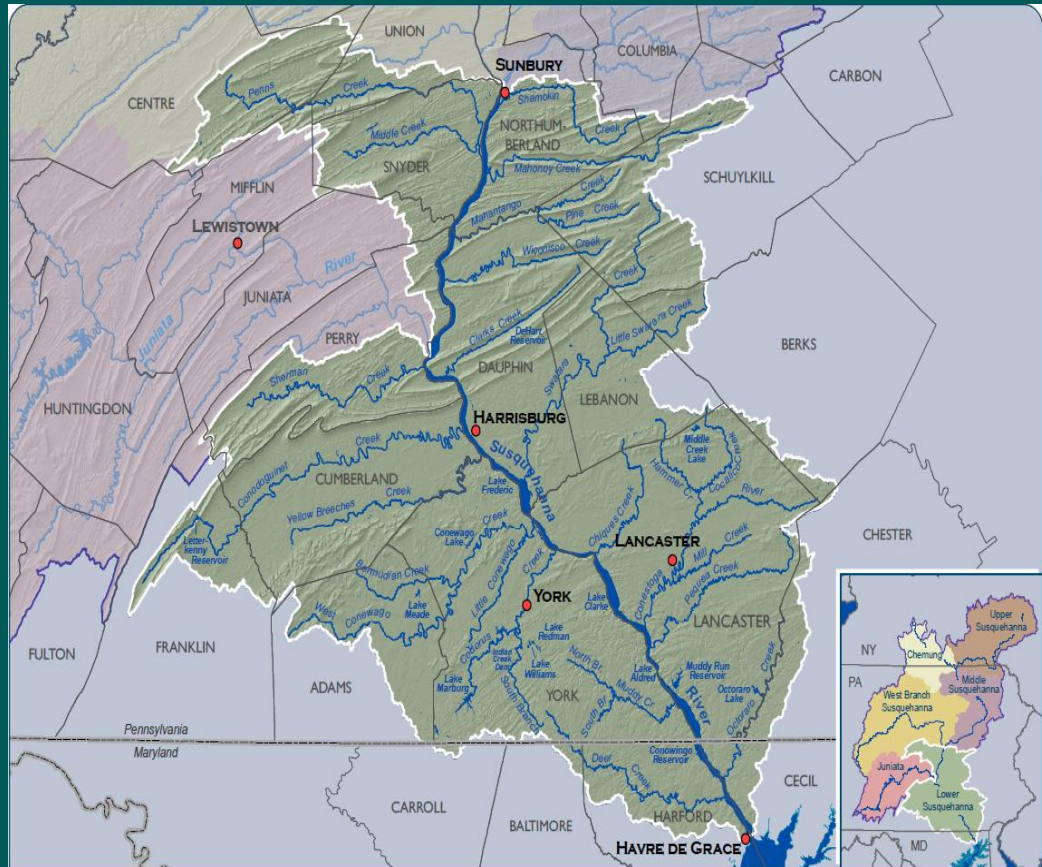 UNION
COLUMBIA
SUNBURY
CARBON
CENTRE
Penns
Creek
Shamokin
Creek
NORTHUM-
BERLAND
Middle Creek
SNYDER
Mahonoy Creek
SCHUYLKILL
MIFFLIN
Creek
Mahantango
Pine Creek
LEWISTOWN
Wiconisco Creek
River
Creek
JUNIATA
Juniata
Little Swatara Creek
Clarks Creek
DeHart
Reservoir
PERRY
BERKS
Sherman
Creek
DAUPHIN
Swatara
LEBANON
HUNTINGDON
HARRISBURG
Middle
Creek
Lake
Creek
Susquehanna
Creek
Hammer Cr.
Cocalico
CUMBERLAND
Conodoguinet
Lake
Frederic
River
Yellow Breeches
Creek
Chiques Creek
Creek
Conewago
Lake
CHESTER
Letter-
kenny
Reservoir
LANCASTER
Mill Creek
Bermudian Creek
Little Conewago
Creek
Conestoga
Pequea Creek
YORK
Lake
Clarke
Lake
Meade
West
Conewago
LANCASTER
Lake
Redman
FULTON
FRANKLIN
Codorus
Indian
Creek
Dam
Lake
Williams
North Br.
Lake
Aldred
Muddy Run
Reservoir
Creek
ADAMS
Lake
Marburg
South Branch
YORK
Muddy Cr.
South Br.
River
Octoraro
Lake
Octoraro
Pennsylvania
Maryland
Conowingo
Reservoir
Deer
Creek
CECIL
CARROLL
BALTIMORE
HARFORD
HAVRE DE GRACE
Upper
Susquehanna
NY
Chemung
PA
Middle
Susquehanna
West Branch
Susquehanna
Juniata
Lower
Susquehanna
MD